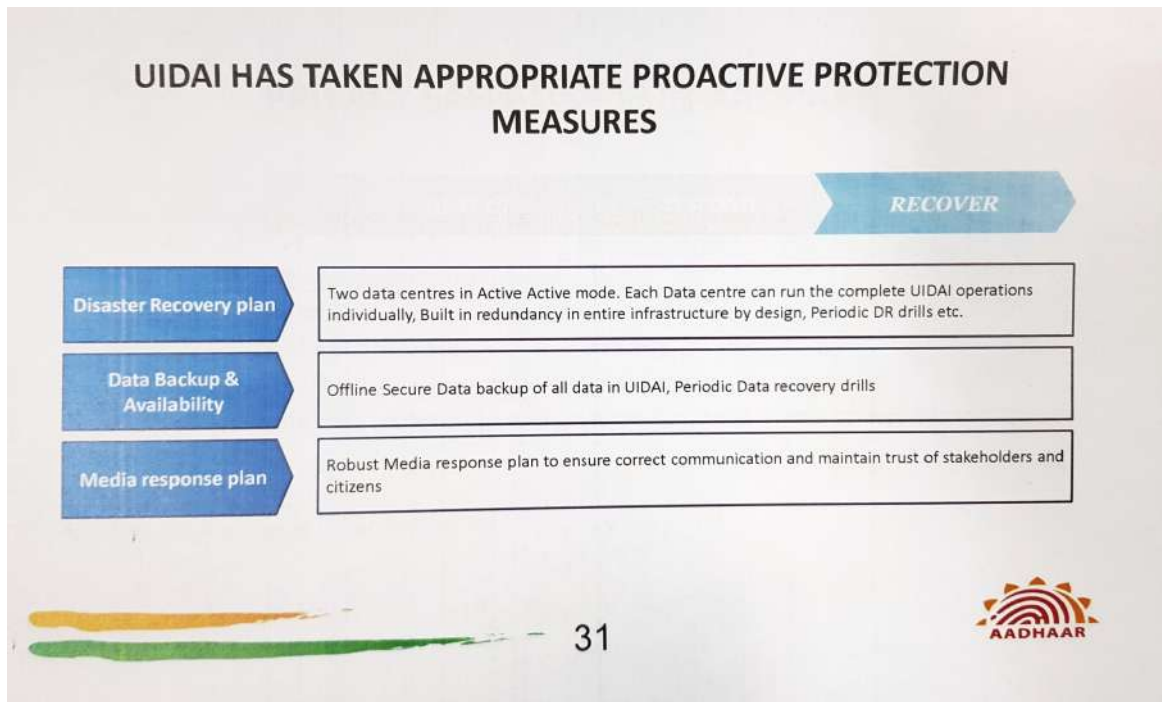 UIDAI HAS TAKEN APPROPRIATE PROACTIVE PROTECTION
MEASURES
RECOVER
Disaster Recovery plan
Two data centres in Active Active mode. Each Data centre can run the complete UIDAI operations
individually, Built in redundancy in entire infrastructure by design, Periodic DR drills etc.
Data Backup &
Availability
Offline Secure Data backup of all data in UIDAI, Periodic Data recovery drills
Media response plan
Robust Media response plan to ensure correct communication and maintain trust of stakeholders and
citizens
31
AADHAAR